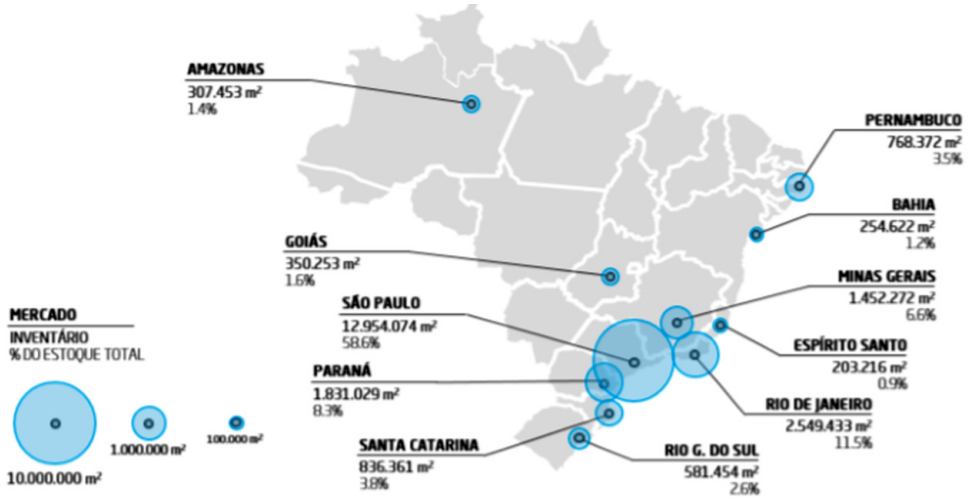 AMAZONAS
307.453 m²
1.4%
PERNAMBUCO
768.372 m²
3.5%
BAHIA
254.622 m²
1.2%
GOIÁS
350.253 m²
1.6%
MINAS GERAIS
1.452.272 m²
6.6%
SÃO PAULO
12.954.074 m²
58.6%
ESPÍRITO SANTO
203.216 m²
0.9%
PARANÁ
1.831.029 m²
8.3%
RIO DE JANEIRO
2.549.433 m²
11.5%
SANTA CATARINA
836.361 m²
3.8%
RIO G. DO SUL
581.454 m²
2.6%
MERCADO
INVENTÁRIO
% DO ESTOQUE TOTAL
10.000.000 m²
1.000.000 m²
100.000 m²